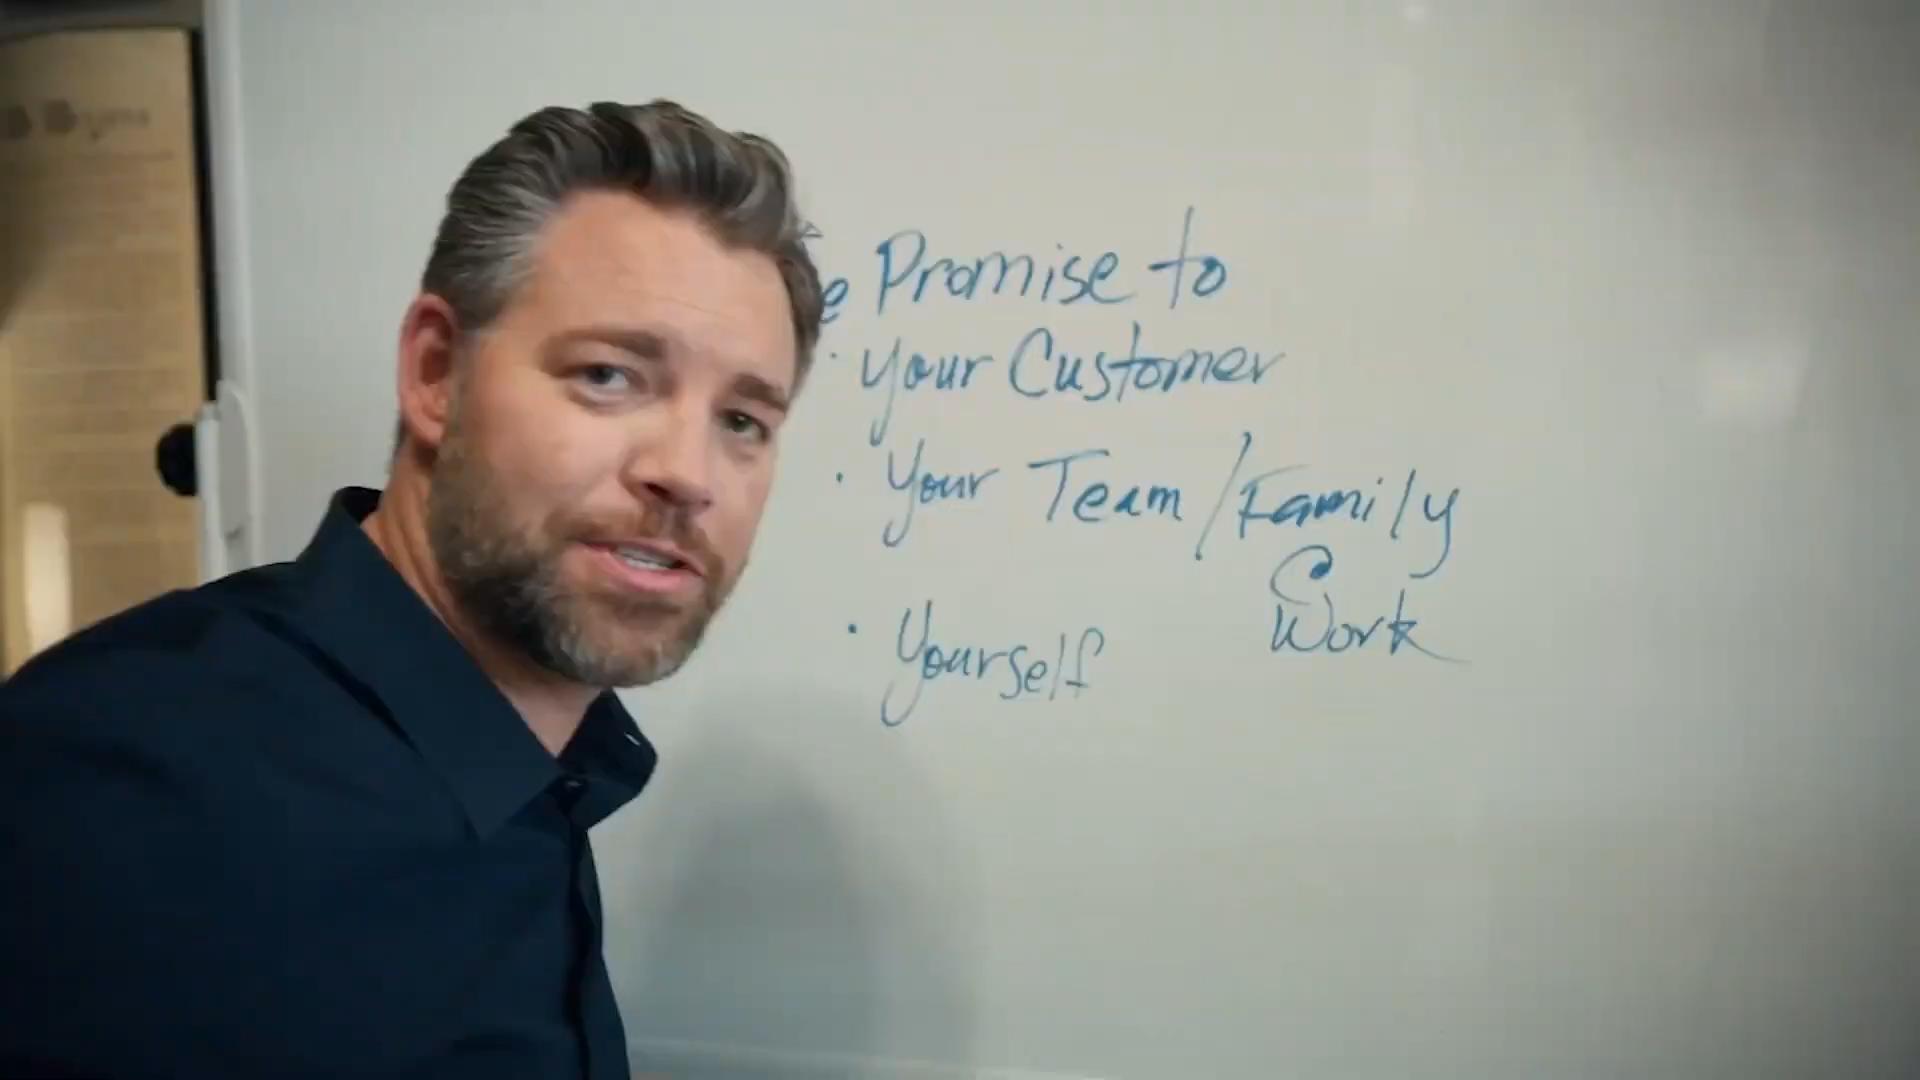 e Promise to
· Your Customer
· Your Team / Family
@ Work
· Yourself